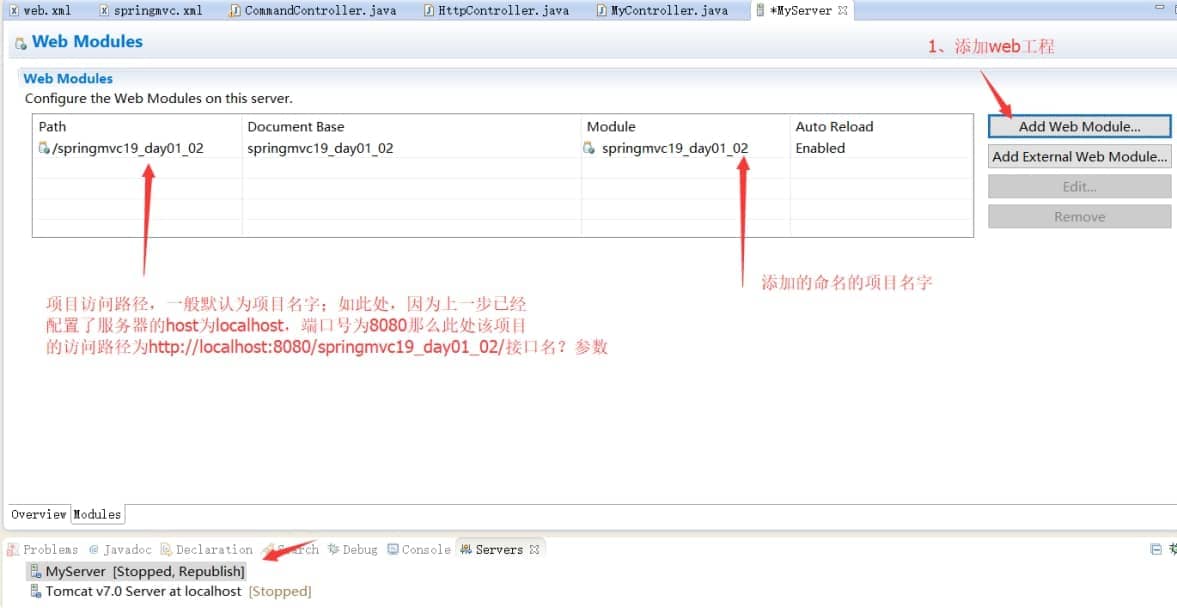 web.xml springmvc.xml CommandController.java HttpController.java MyController.java *MyServer
Web Modules
1、添加web工程
Web Modules
Configure the Web Modules on this server.
Path Document Base Module Auto Reload
/springmvc19_day01_02 springmvc19_day01_02 springmvc19_day01_02 Enabled
Add Web Module...
Add External Web Module...
Edit...
Remove
添加的命名的项目名字
项目访问路径，一般默认为项目名字；如此处，因为上一步已经
配置了服务器的host为localhost，端口号为8080那么此处该项目
的访问路径为http://localhost:8080/springmvc19_day01_02/接口名？参数
Overview Modules
Problems Javadoc Declaration Search Debug Console Servers
MyServer [Stopped, Republish]
Tomcat v7.0 Server at localhost [Stopped]